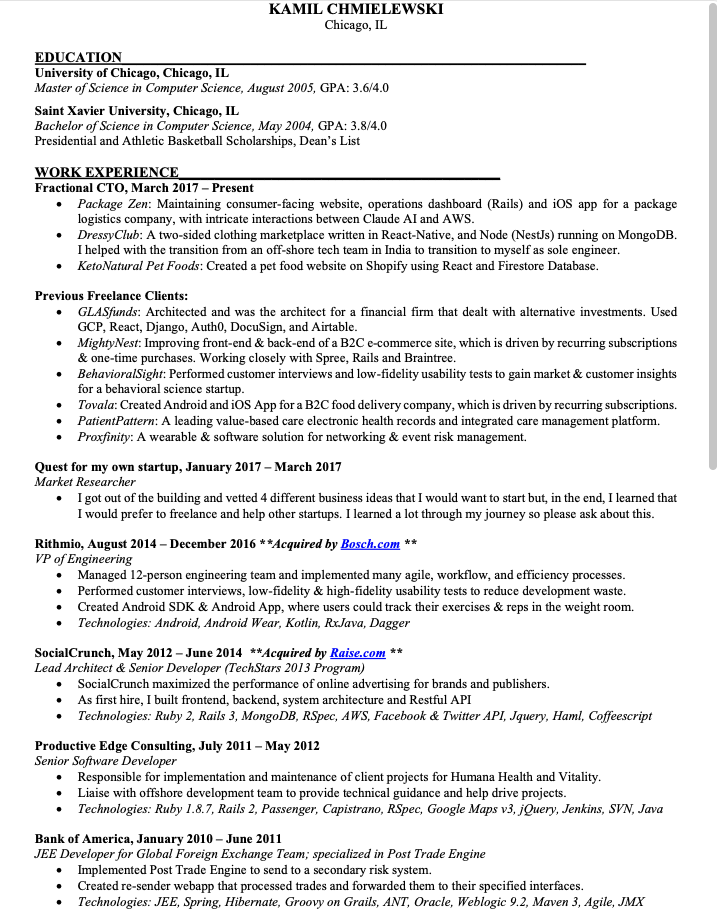 KAMIL CHMIELEWSKI
Chicago, IL
EDUCATION
University of Chicago, Chicago, IL
Master of Science in Computer Science, August 2005, GPA: 3.6/4.0
Saint Xavier University, Chicago, IL
Bachelor of Science in Computer Science, May 2004, GPA: 3.8/4.0
Presidential and Athletic Basketball Scholarships, Dean's List
WORK EXPERIENCE
Fractional CTO, March 2017 – Present
• Package Zen: Maintaining consumer-facing website, operations dashboard (Rails) and iOS app for a package
logistics company, with intricate interactions between Claude AI and AWS.
• DressyClub: A two-sided clothing marketplace written in React-Native, and Node (NestJs) running on MongoDB.
I helped with the transition from an off-shore tech team in India to transition to myself as sole engineer.
• KetoNatural Pet Foods: Created a pet food website on Shopify using React and Firestore Database.
Previous Freelance Clients:
• GLASfunds: Architected and was the architect for a financial firm that dealt with alternative investments. Used
GCP, React, Django, Auth0, DocuSign, and Airtable.
• MightyNest: Improving front-end & back-end of a B2C e-commerce site, which is driven by recurring subscriptions
& one-time purchases. Working closely with Spree, Rails and Braintree.
• BehavioralSight: Performed customer interviews and low-fidelity usability tests to gain market & customer insights
for a behavioral science startup.
• Tovala: Created Android and iOS App for a B2C food delivery company, which is driven by recurring subscriptions.
• PatientPattern: A leading value-based care electronic health records and integrated care management platform.
• Proxfinity: A wearable & software solution for networking & event risk management.
Quest for my own startup, January 2017 – March 2017
Market Researcher
• I got out of the building and vetted 4 different business ideas that I would want to start but, in the end, I learned that
I would prefer to freelance and help other startups. I learned a lot through my journey so please ask about this.
Rithmio, August 2014 – December 2016 **Acquired by Bosch.com **
VP of Engineering
• Managed 12-person engineering team and implemented many agile, workflow, and efficiency processes.
• Performed customer interviews, low-fidelity & high-fidelity usability tests to reduce development waste.
• Created Android SDK & Android App, where users could track their exercises & reps in the weight room.
• Technologies: Android, Android Wear, Kotlin, RxJava, Dagger
SocialCrunch, May 2012 – June 2014 **Acquired by Raise.com **
Lead Architect & Senior Developer (TechStars 2013 Program)
• SocialCrunch maximized the performance of online advertising for brands and publishers.
• As first hire, I built frontend, backend, system architecture and Restful API
• Technologies: Ruby 2, Rails 3, MongoDB, RSpec, AWS, Facebook & Twitter API, Jquery, Haml, Coffeescript
Productive Edge Consulting, July 2011 – May 2012
Senior Software Developer
• Responsible for implementation and maintenance of client projects for Humana Health and Vitality.
• Liaise with offshore development team to provide technical guidance and help drive projects.
• Technologies: Ruby 1.8.7, Rails 2, Passenger, Capistrano, RSpec, Google Maps v3, jQuery, Jenkins, SVN, Java
Bank of America, January 2010 – June 2011
JEE Developer for Global Foreign Exchange Team; specialized in Post Trade Engine
• Implemented Post Trade Engine to send to a secondary risk system.
• Created re-sender webapp that processed trades and forwarded them to their specified interfaces.
• Technologies: JEE, Spring, Hibernate, Groovy on Grails, ANT, Oracle, Weblogic 9.2, Maven 3, Agile, JMX